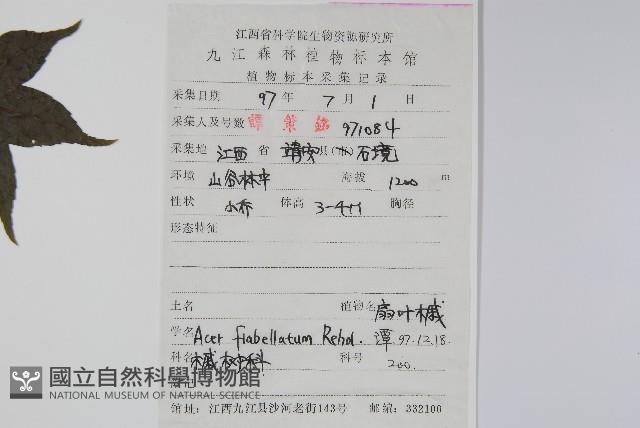 江西省科学院生物资源研究所
九江森林植物标本馆
植物标本采集记录
采集日期 97 年 7 月 1 日
采集人及号数 譚策銘 971084
采集地 江西 省 靖安 县(市) 石境
环境 山谷林中 海拔 1200 m
性状 小乔 体高 3-4M 胸径
形态特征
土名 植物名 扇叶槭
学名 Acer flabellatum Rehd. 譚 97.12.18.
科名 槭树科 科号 200.
國立自然科學博物館
NATIONAL MUSEUM OF NATURAL SCIENCE
馆址:江西九江县沙河老街143号 邮编:332100